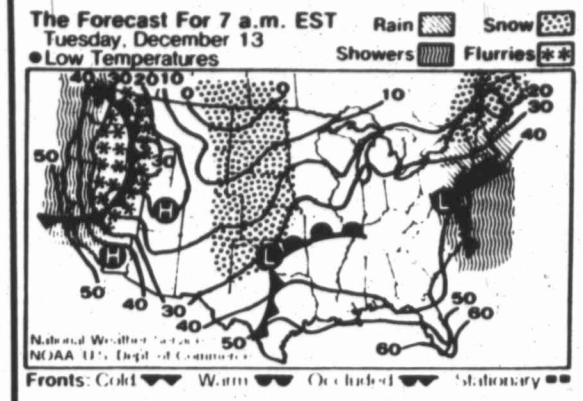 The Forecast For 7 a.m. EST
Tuesday, December 13
●Low Temperatures
Rain Snow
Showers Flurries
40 30 20 10 0 0 10 20 30 40
50 30
H L
H L
50 40 30 40 50 50 60 60
National Weather Service
NOAA U.S. Dept. of Commerce
Fronts: Cold Warm Occluded Stationary